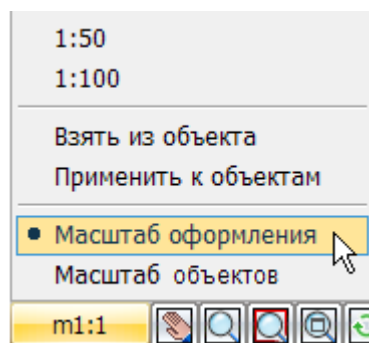 1:50
1:100
Взять из объекта
Применить к объектам
Масштаб оформления
Масштаб объектов
m1:1